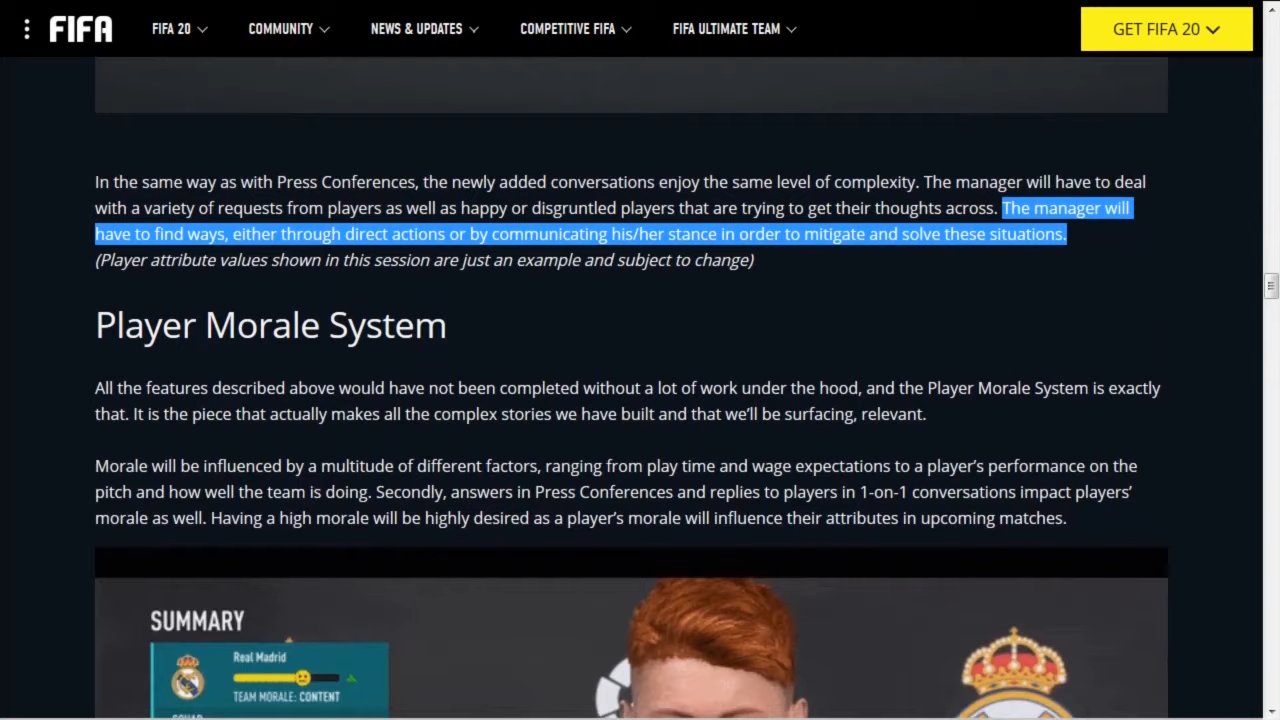 FIFA
FIFA 20
COMMUNITY
NEWS & UPDATES
COMPETITIVE FIFA
FIFA ULTIMATE TEAM
GET FIFA 20
In the same way as with Press Conferences, the newly added conversations enjoy the same level of complexity. The manager will have to deal
with a variety of requests from players as well as happy or disgruntled players that are trying to get their thoughts across. The manager will
have to find ways, either through direct actions or by communicating his/her stance in order to mitigate and solve these situations.
(Player attribute values shown in this session are just an example and subject to change)
Player Morale System
All the features described above would have not been completed without a lot of work under the hood, and the Player Morale System is exactly
that. It is the piece that actually makes all the complex stories we have built and that we’ll be surfacing, relevant.
Morale will be influenced by a multitude of different factors, ranging from play time and wage expectations to a player’s performance on the
pitch and how well the team is doing. Secondly, answers in Press Conferences and replies to players in 1-on-1 conversations impact players’
morale as well. Having a high morale will be highly desired as a player’s morale will influence their attributes in upcoming matches.
SUMMARY
Real Madrid
TEAM MORALE: CONTENT